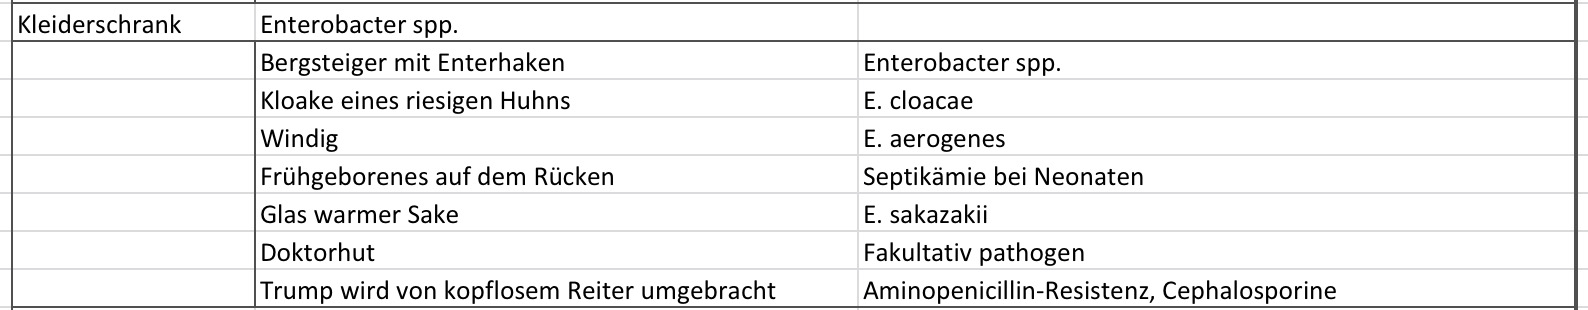 Kleiderschrank Enterobacter spp.
Bergsteiger mit Enterhaken Enterobacter spp.
Kloake eines riesigen Huhns E. cloacae
Windig E. aerogenes
Frühgeborenes auf dem Rücken Septikämie bei Neonaten
Glas warmer Sake E. sakazakii
Doktorhut Fakultativ pathogen
Trump wird von kopflosem Reiter umgebracht Aminopenicillin-Resistenz, Cephalosporine